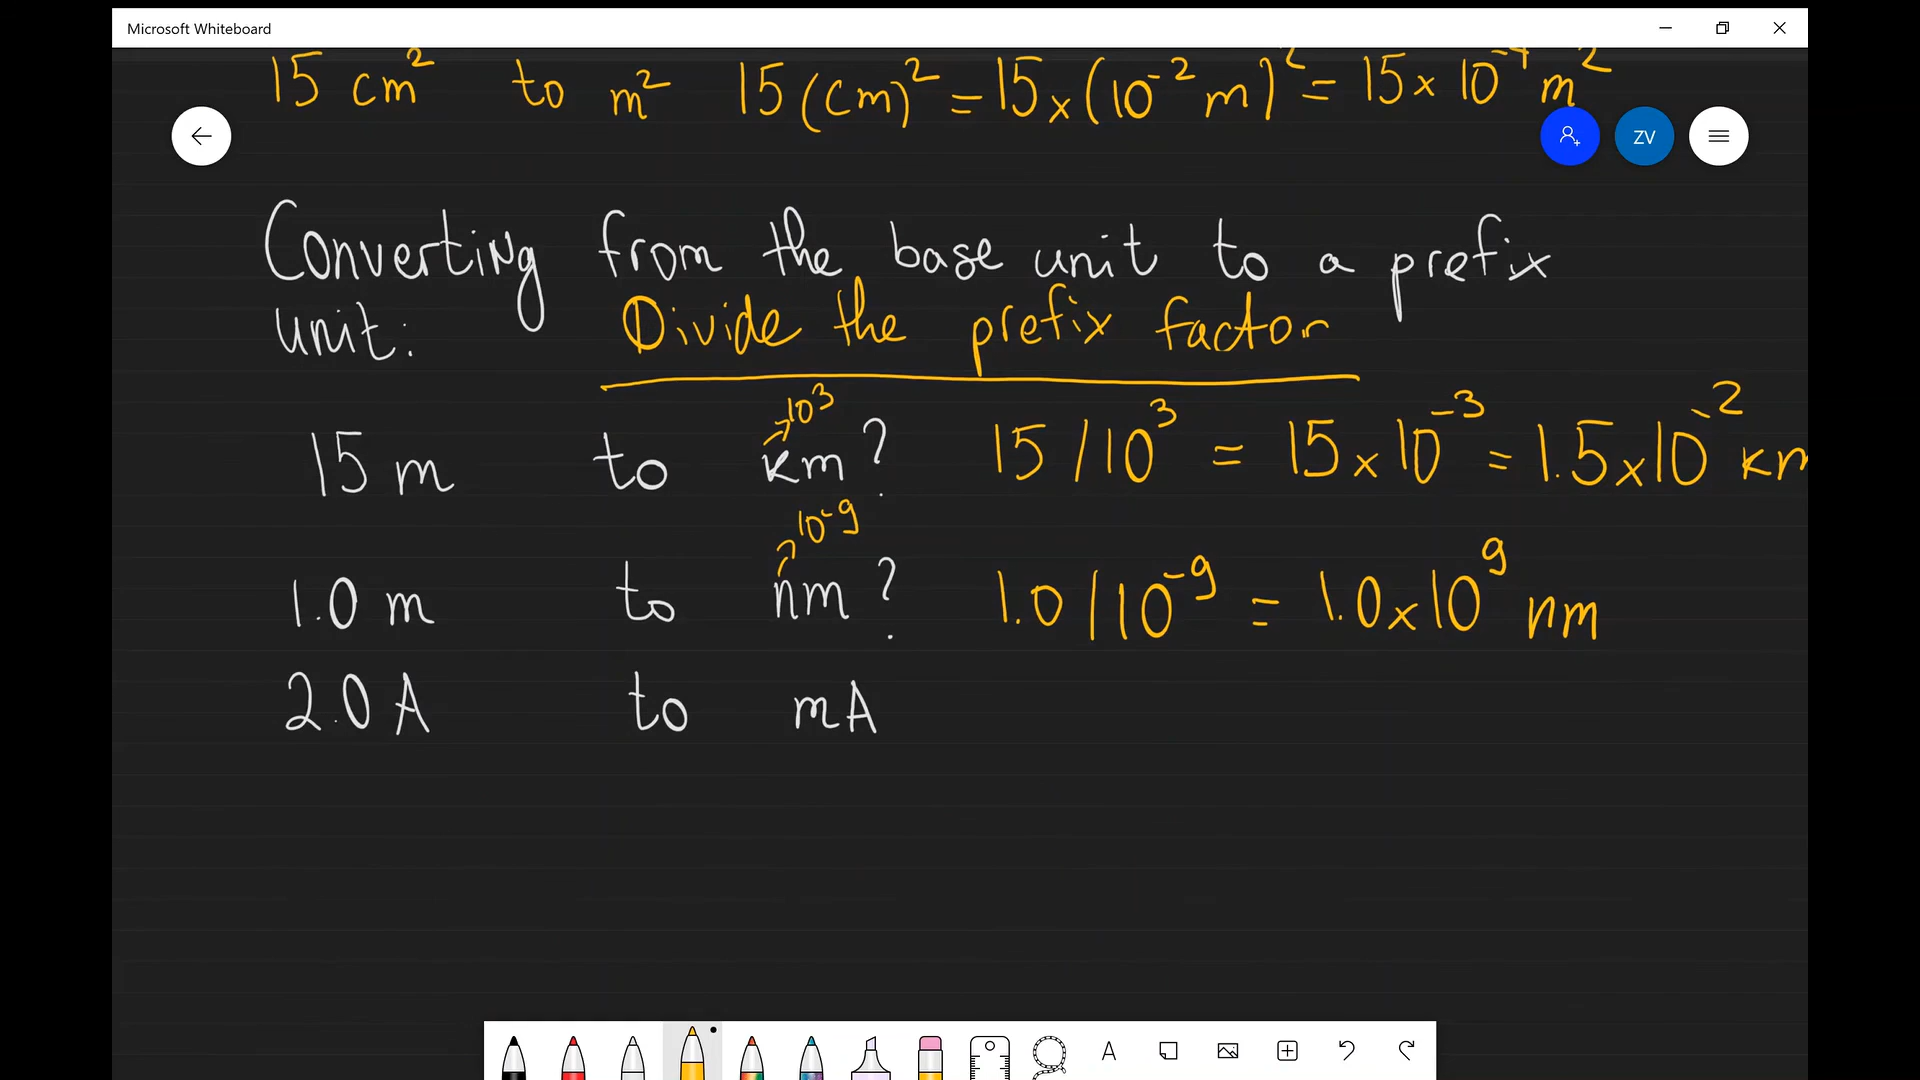 Microsoft Whiteboard
15 cm² to m² 15(cm)² = 15×(10⁻² m)² = 15×10⁻⁴ m²
ZV
Converting from the base unit to a prefix
unit: Divide the prefix factor
10³
15 m to km? 15/10³ = 15×10⁻³ = 1.5×10⁻² km
10⁻⁹
1.0 m to nm? 1.0/10⁻⁹ = 1.0×10⁹ nm
2.0 A to mA
A